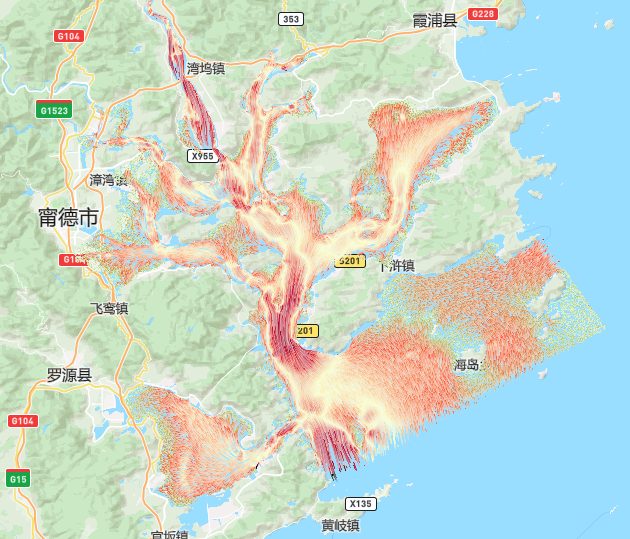 353
霞浦县
G228
G104
湾坞镇
G1523
X955
漳湾镇
宁德市
S201
下浒镇
飞鸾镇
201
海岛
罗源县
G104
G15
X135
黄岐镇
官坂镇